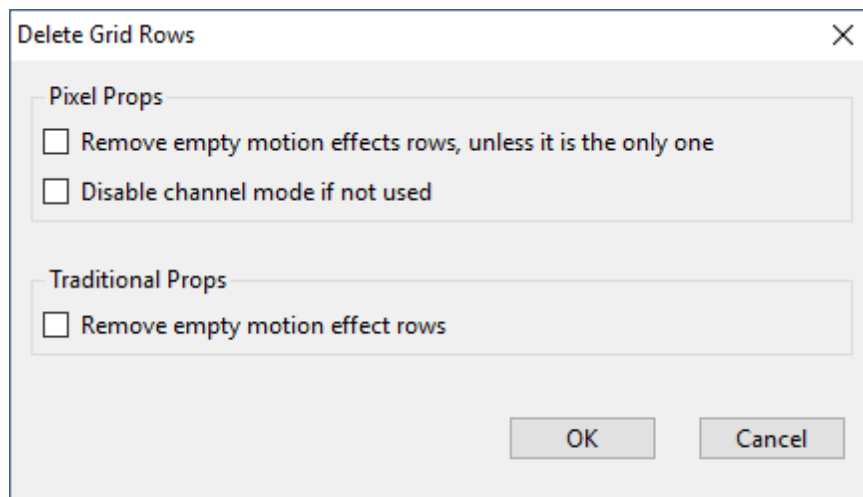 Delete Grid Rows
Pixel Props
Remove empty motion effects rows, unless it is the only one
Disable channel mode if not used
Traditional Props
Remove empty motion effect rows
OK
Cancel